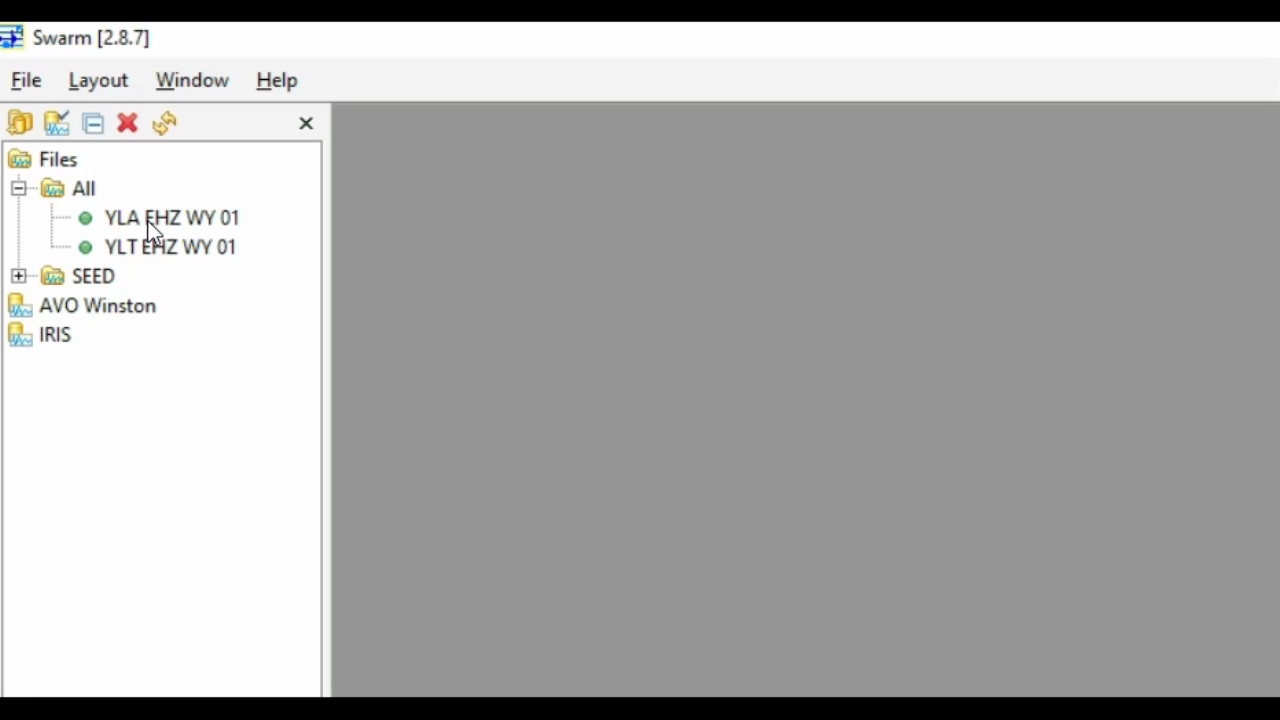 Swarm [2.8.7]
File Layout Window Help
Files
All
YLA EHZ WY 01
YLT EHZ WY 01
SEED
AVO Winston
IRIS